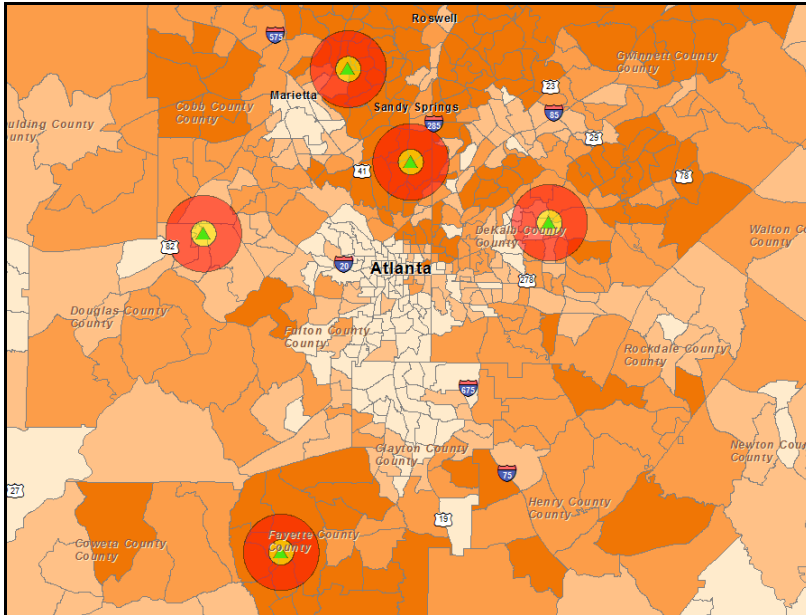 Roswell
575
Gwinnett County
County
23
Marietta
Sandy Springs
Cobb County
County
85
285
ulding County
ounty
29
41
78
DeKalb County
County
Walton Co
County
82
20
Atlanta
278
Douglas County
County
Fulton County
County
Rockdale County
County
675
Clayton County
County
Newton Cou
County
75
27
Henry County
County
19
Fayette County
County
Coweta County
County